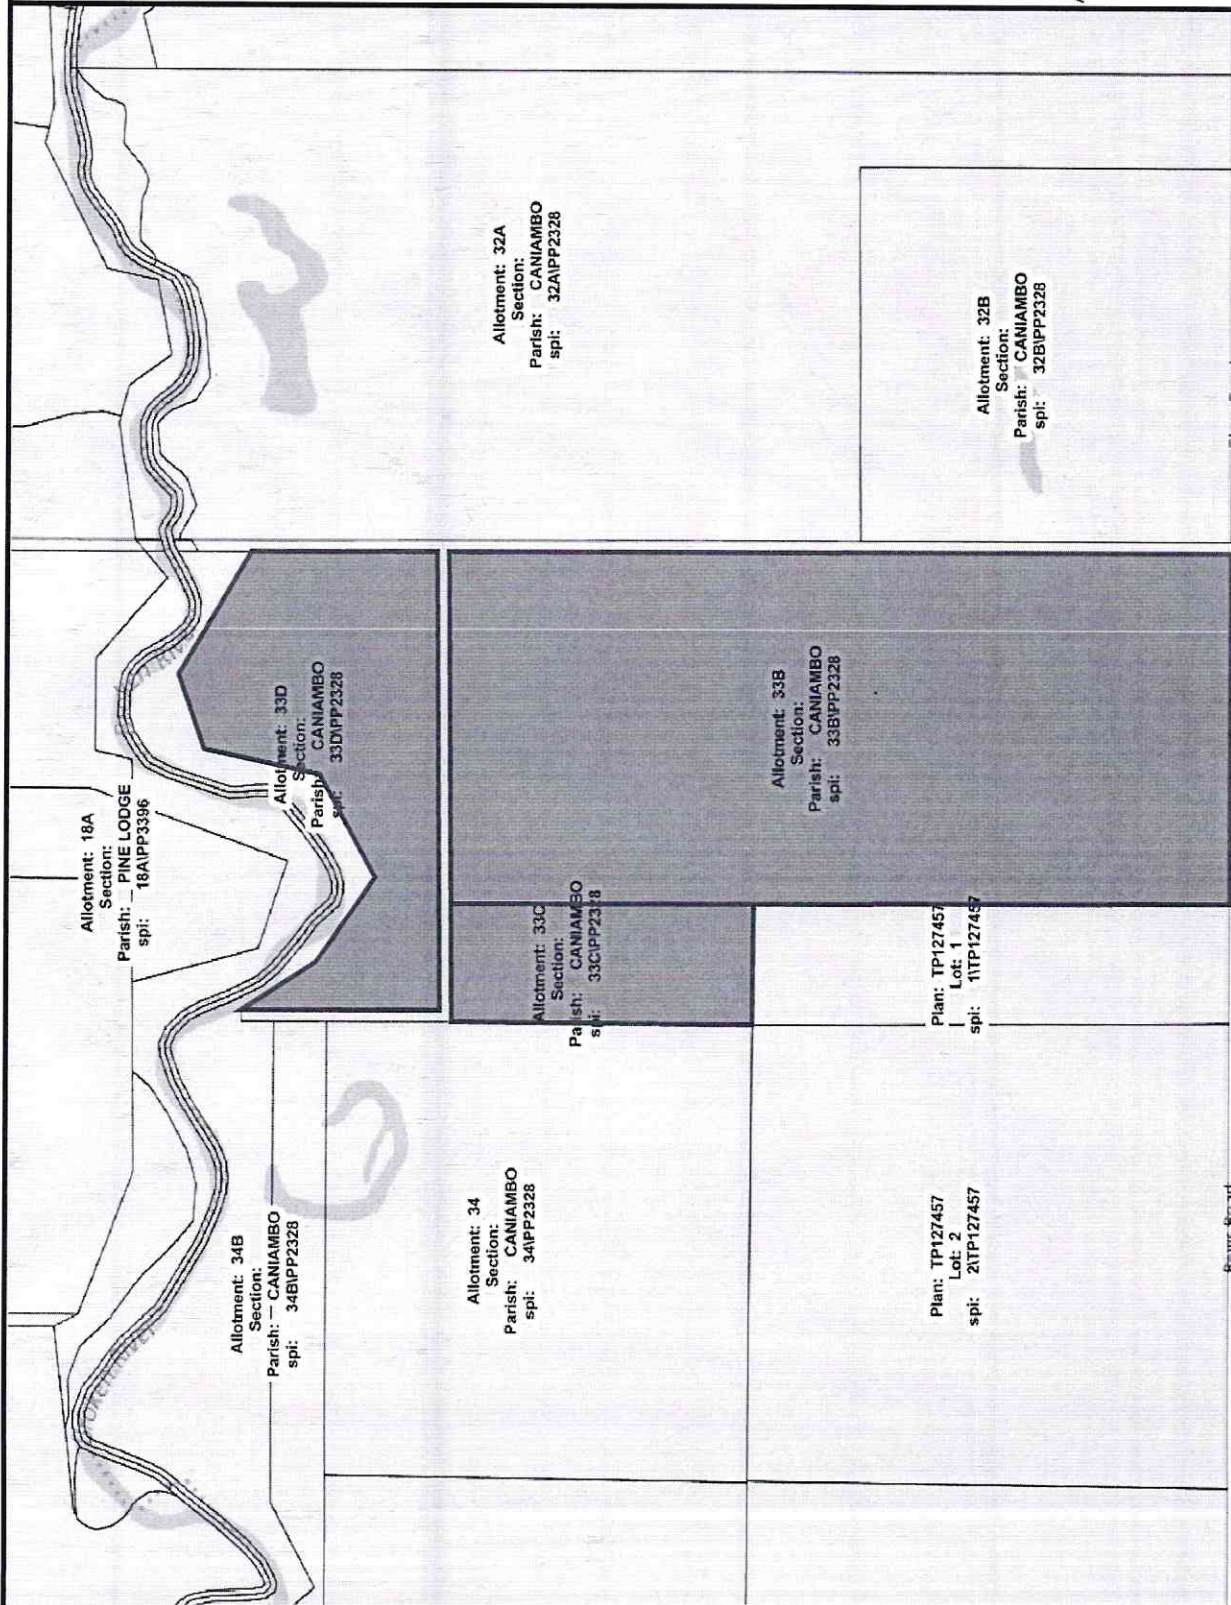 Allotment: 18A
Section:
Parish: PINE LODGE
spi: 18A\PP3396
Allotment: 34B
Section:
Parish: CANIAMBO
spi: 34B\PP2328
Allotment: 33D
Section:
Parish: CANIAMBO
spi: 33D\PP2328
Allotment: 32A
Section:
Parish: CANIAMBO
spi: 32A\PP2328
Allotment: 34
Section:
Parish: CANIAMBO
spi: 34\PP2328
Allotment: 33C
Section:
Parish: CANIAMBO
spi: 33C\PP2328
Allotment: 33B
Section:
Parish: CANIAMBO
spi: 33B\PP2328
Allotment: 32B
Section:
Parish: CANIAMBO
spi: 32B\PP2328
Plan: TP127457
Lot: 2
spi: 2\TP127457
Plan: TP127457
Lot: 1
spi: 1\TP127457